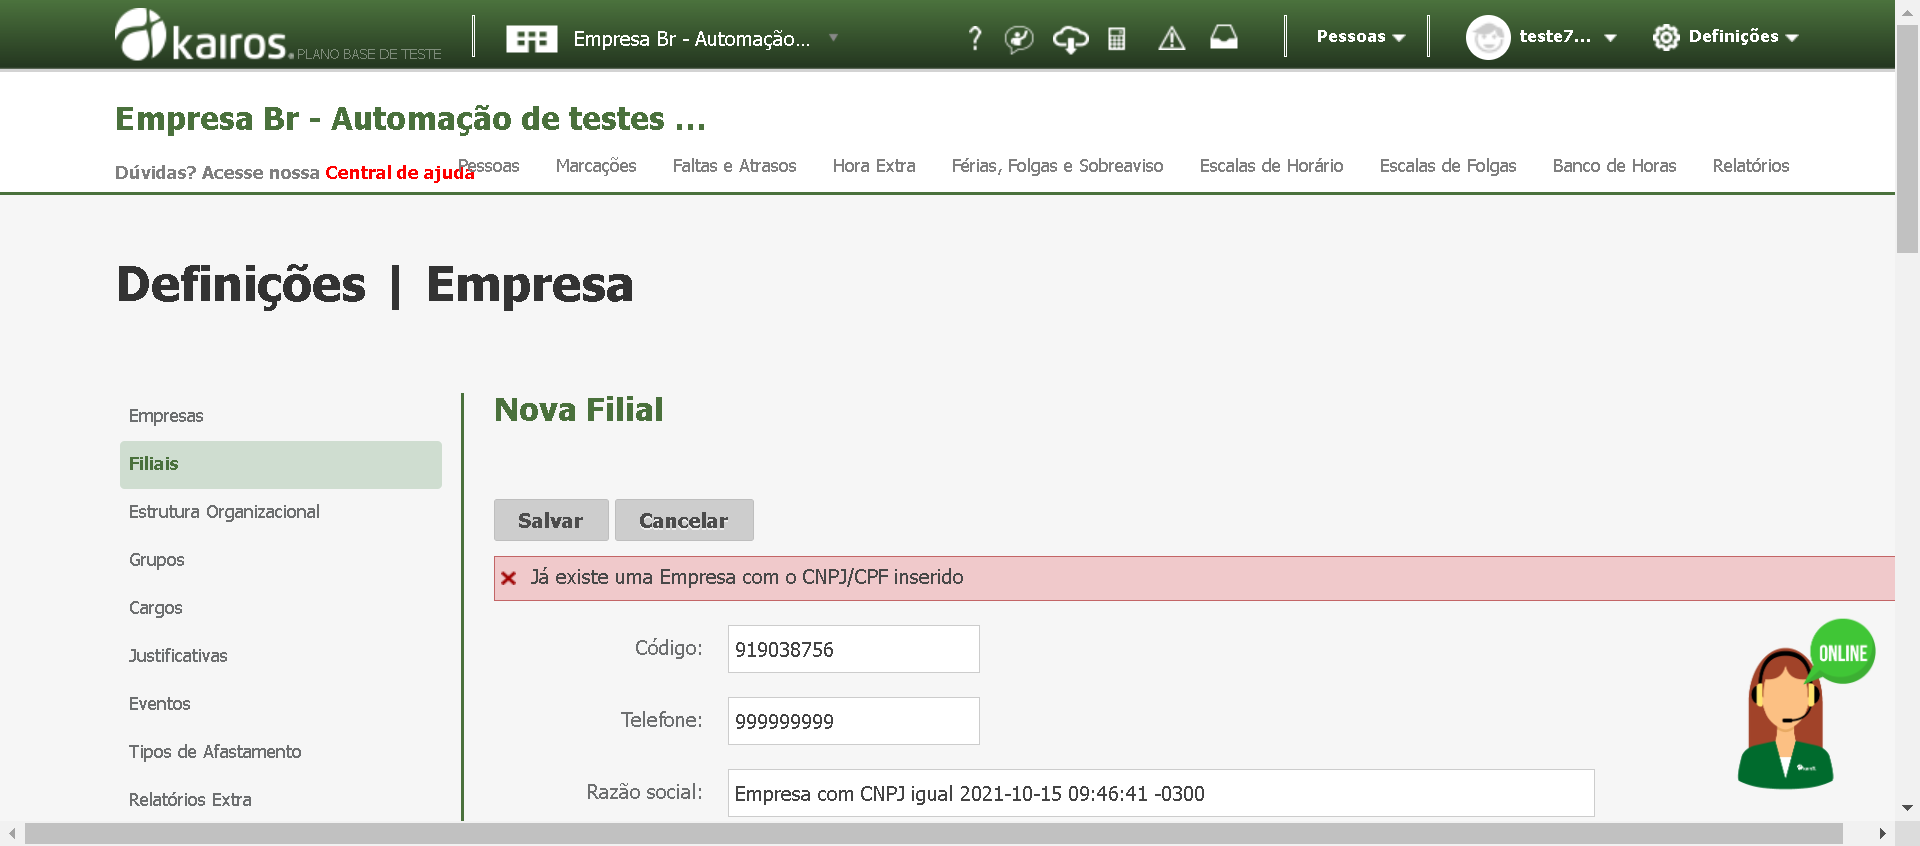 kairos. PLANO BASE DE TESTE
Empresa Br - Automação...
?
Pessoas
teste7...
Definições
Empresa Br - Automação de testes ...
Dúvidas? Acesse nossa Central de ajuda
Pessoas Marcações Faltas e Atrasos Hora Extra Férias, Folgas e Sobreaviso Escalas de Horário Escalas de Folgas Banco de Horas Relatórios
Definições | Empresa
Empresas
Filiais
Estrutura Organizacional
Grupos
Cargos
Justificativas
Eventos
Tipos de Afastamento
Relatórios Extra
Nova Filial
Salvar Cancelar
Já existe uma Empresa com o CNPJ/CPF inserido
Código: 919038756
Telefone: 999999999
Razão social: Empresa com CNPJ igual 2021-10-15 09:46:41 -0300
ONLINE